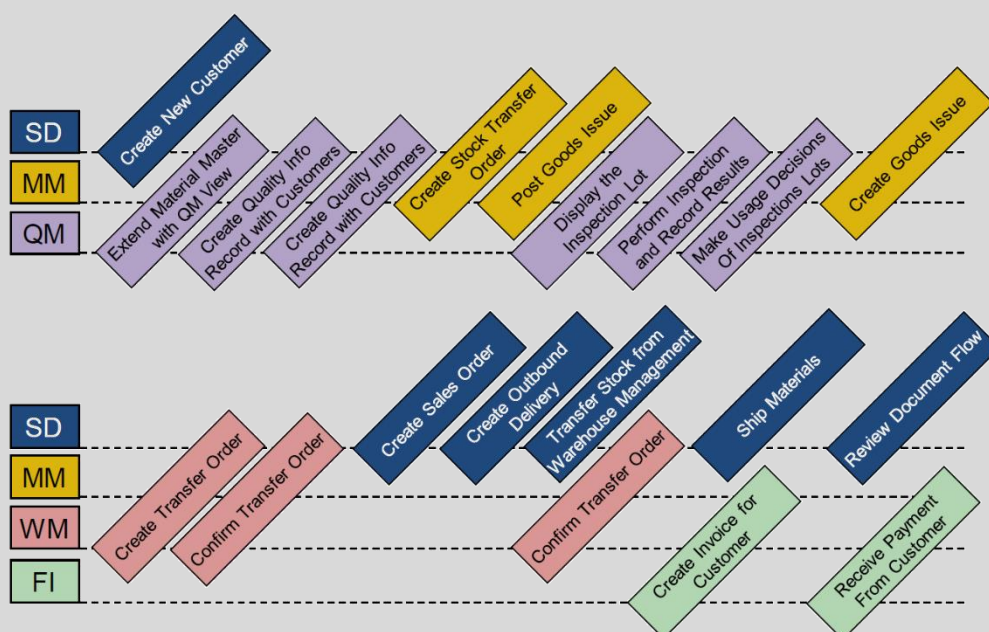 SD
MM
QM
Create New Customer
Extend Material Master
with QM View
Create Quality Info
Record with Customers
Create Quality Info
Record with Customers
Create Stock Transfer
Order
Post Goods Issue
Display the
Inspection Lot
Perform Inspection
and Record Results
Make Usage Decisions
Of Inspections Lots
Create Goods Issue
SD
MM
WM
FI
Create Transfer Order
Confirm Transfer Order
Create Sales Order
Create Outbound
Delivery
Transfer Stock from
Warehouse Management
Confirm Transfer Order
Ship Materials
Create Invoice for
Customer
Review Document Flow
Receive Payment
From Customer